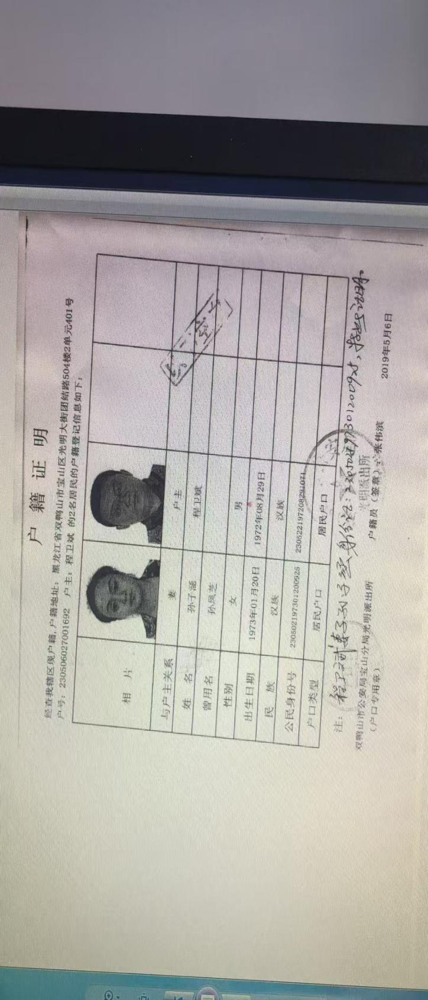 户籍证明
经查我辖区现户籍,户籍地址: 黑龙江省双鸭山市宝山区光明大街团结路504楼2单元401号
户号: 230506027001692 户主: 程卫斌 的2名居民的户籍登记信息如下:
相片
与户主关系 妻 户主
姓名 孙子涵 程卫斌
曾用名 孙凤芝
性别 女 男
出生日期 1973年01月20日 1972年08月29日
民族 汉族 汉族
公民身份号 230502197301200925 230522197208291071
户口类型 居民户口 居民户口
注: 程卫斌妻子孙子涵身份证:230502197301200925,特此证明。
双鸭山市公安局宝山分局光明派出所 户籍员(签章): 张伟滨 2019年5月6日
(户口专用章)
光明派出所